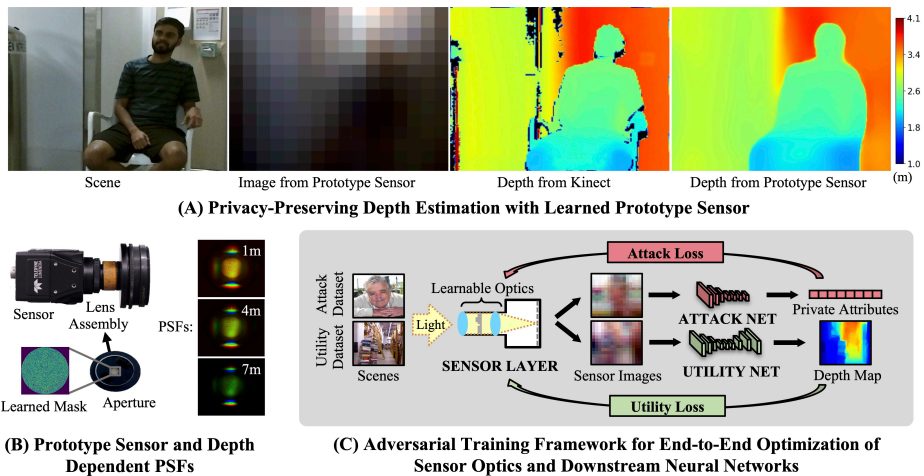 4.1
3.6
2.8
1.8
1.0
(m)
Scene
Image from Prototype Sensor
Depth from Kinect
Depth from Prototype Sensor
(A) Privacy-Preserving Depth Estimation with Learned Prototype Sensor
Sensor
Lens
Assembly
PSFs:
1m
4m
7m
Learned Mask
Aperture
(B) Prototype Sensor and Depth
Dependent PSFs
Attack Loss
Attack
Dataset
Utility
Dataset
Scenes
Light
Learnable Optics
SENSOR LAYER
Sensor Images
ATTACK NET
Private Attributes
UTILITY NET
Depth Map
Utility Loss
(C) Adversarial Training Framework for End-to-End Optimization of
Sensor Optics and Downstream Neural Networks